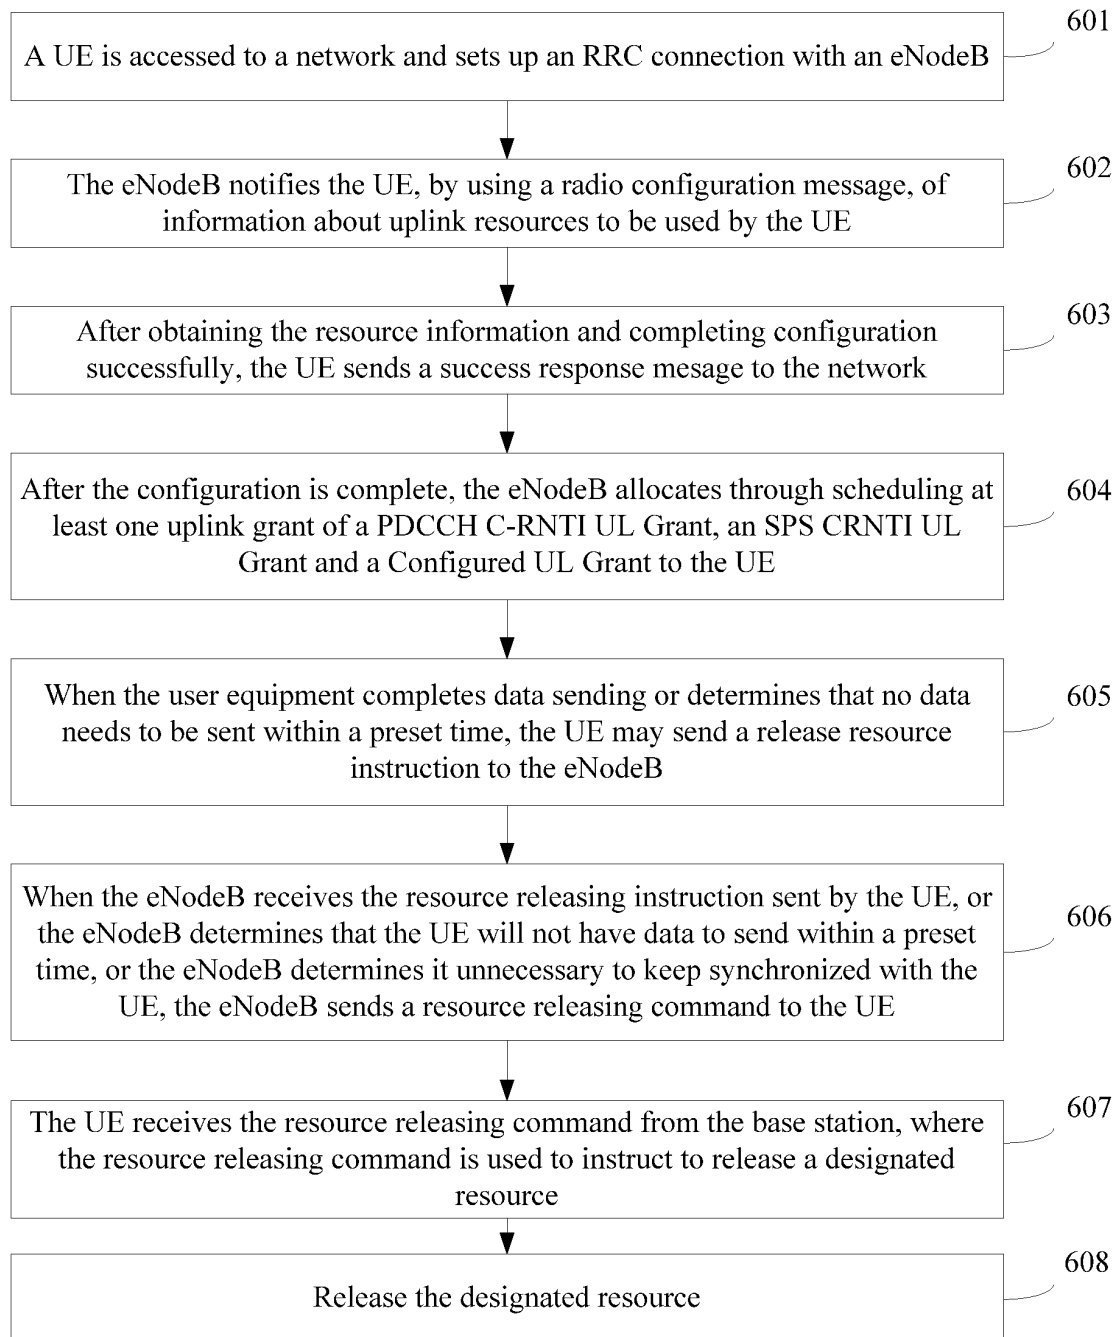 601
A UE is accessed to a network and sets up an RRC connection with an eNodeB
602
The eNodeB notifies the UE, by using a radio configuration message, of
information about uplink resources to be used by the UE
603
After obtaining the resource information and completing configuration
successfully, the UE sends a success response mesage to the network
604
After the configuration is complete, the eNodeB allocates through scheduling at
least one uplink grant of a PDCCH C-RNTI UL Grant, an SPS CRNTI UL
Grant and a Configured UL Grant to the UE
605
When the user equipment completes data sending or determines that no data
needs to be sent within a preset time, the UE may send a release resource
instruction to the eNodeB
606
When the eNodeB receives the resource releasing instruction sent by the UE, or
the eNodeB determines that the UE will not have data to send within a preset
time, or the eNodeB determines it unnecessary to keep synchronized with the
UE, the eNodeB sends a resource releasing command to the UE
607
The UE receives the resource releasing command from the base station, where
the resource releasing command is used to instruct to release a designated
resource
608
Release the designated resource